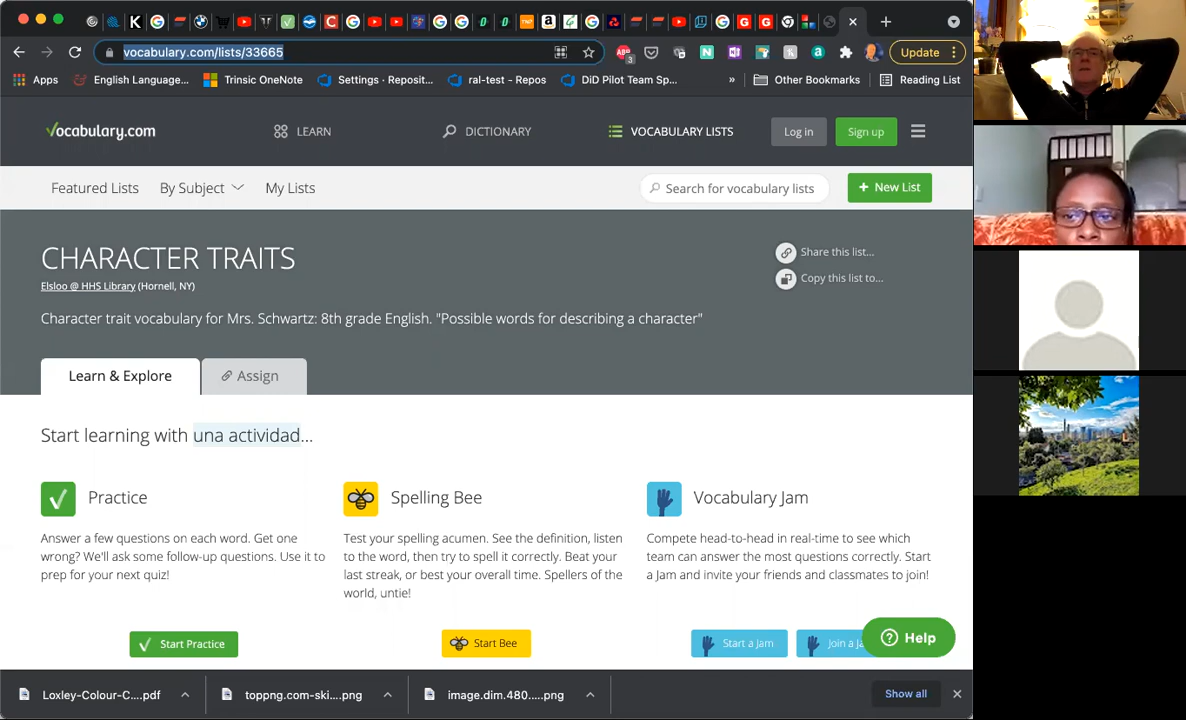 K
TNT
a
G
G
vocabulary.com/lists/33665
ABP
3
N
a
Update
Apps
English Language...
Trinsic OneNote
Settings · Reposit...
ral-test - Repos
DiD Pilot Team Sp...
»
Other Bookmarks
Reading List
Vocabulary.com
LEARN
DICTIONARY
VOCABULARY LISTS
Log in
Sign up
Featured Lists
By Subject
My Lists
Search for vocabulary lists
+ New List
CHARACTER TRAITS
Elsloo @ HHS Library (Hornell, NY)
Share this list...
Copy this list to...
Character trait vocabulary for Mrs. Schwartz: 8th grade English. "Possible words for describing a character"
Learn & Explore
Assign
Start learning with una actividad...
Practice
Answer a few questions on each word. Get one
wrong? We'll ask some follow-up questions. Use it to
prep for your next quiz!
Start Practice
Spelling Bee
Test your spelling acumen. See the definition, listen
to the word, then try to spell it correctly. Beat your
last streak, or best your overall time. Spellers of the
world, untie!
Start Bee
Vocabulary Jam
Compete head-to-head in real-time to see which
team can answer the most questions correctly. Start
a Jam and invite your friends and classmates to join!
Start a Jam
Join a Ja
Help
Loxley-Colour-C....pdf
toppng.com-ski....png
image.dim.480.....png
Show all